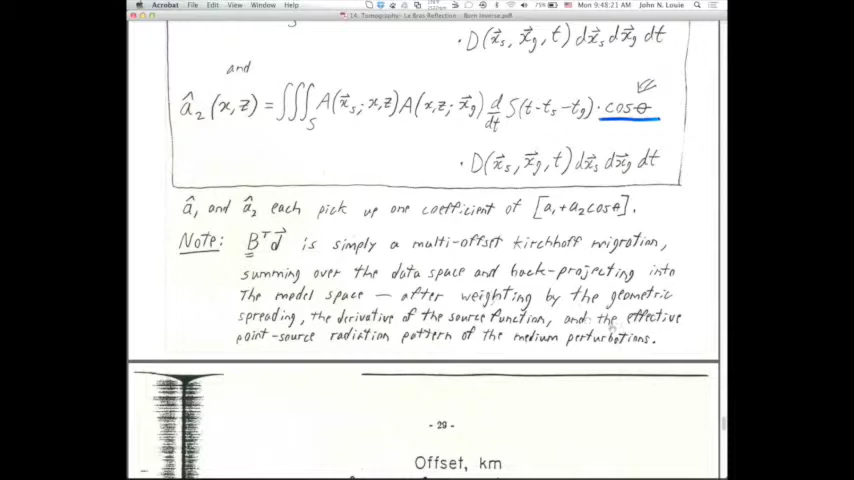 Acrobat File Edit View Window Help 75% Mon 9:48:21 AM John N. Louie
14. Tomography- Le Bras Reflection - Born Inverse.pdf
· D(x⃗s, x⃗g, t) dx⃗s dx⃗g dt
and
â₂(x,z) = ∭S A(x⃗s; x,z) A(x,z; x⃗g) d/dt S(t-ts-tg) · cosθ
· D(x⃗s, x⃗g, t) dx⃗s dx⃗g dt
â₁ and â₂ each pick up one coefficient of [a₁+a₂cosθ].
Note: Bᵀd⃗ is simply a multi-offset Kirchhoff migration,
summing over the data space and back-projecting into
the model space — after weighting by the geometric
spreading, the derivative of the source function, and the effective
point-source radiation pattern of the medium perturbations.
- 29 -
Offset, km